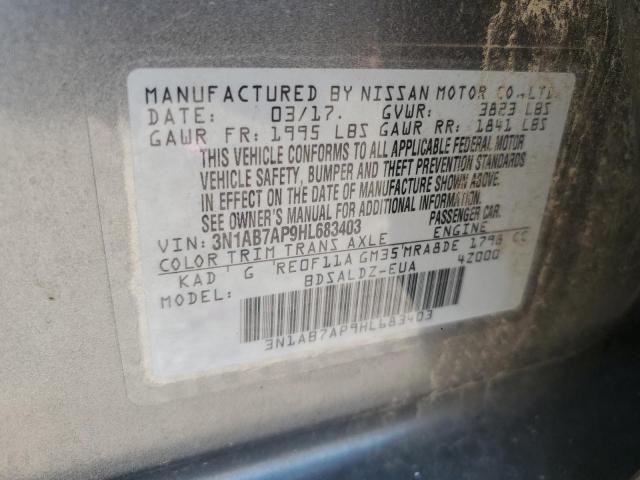 MANUFACTURED BY NISSAN MOTOR CO.,LTD.
DATE: 03/17. GVWR: 3823 LBS
GAWR FR: 1995 LBS GAWR RR: 1841 LBS
THIS VEHICLE CONFORMS TO ALL APPLICABLE FEDERAL MOTOR
VEHICLE SAFETY, BUMPER AND THEFT PREVENTION STANDARDS
IN EFFECT ON THE DATE OF MANUFACTURE SHOWN ABOVE.
SEE OWNER'S MANUAL FOR ADDITIONAL INFORMATION.
VIN: 3N1AB7AP9HL683403 PASSENGER CAR.
COLOR TRIM TRANS AXLE ENGINE
KAD G RE0F11A GM35 MRA8DE 1798 CC
MODEL: BDSALDZ-EUA 4Z000
3N1AB7AP9HL683403